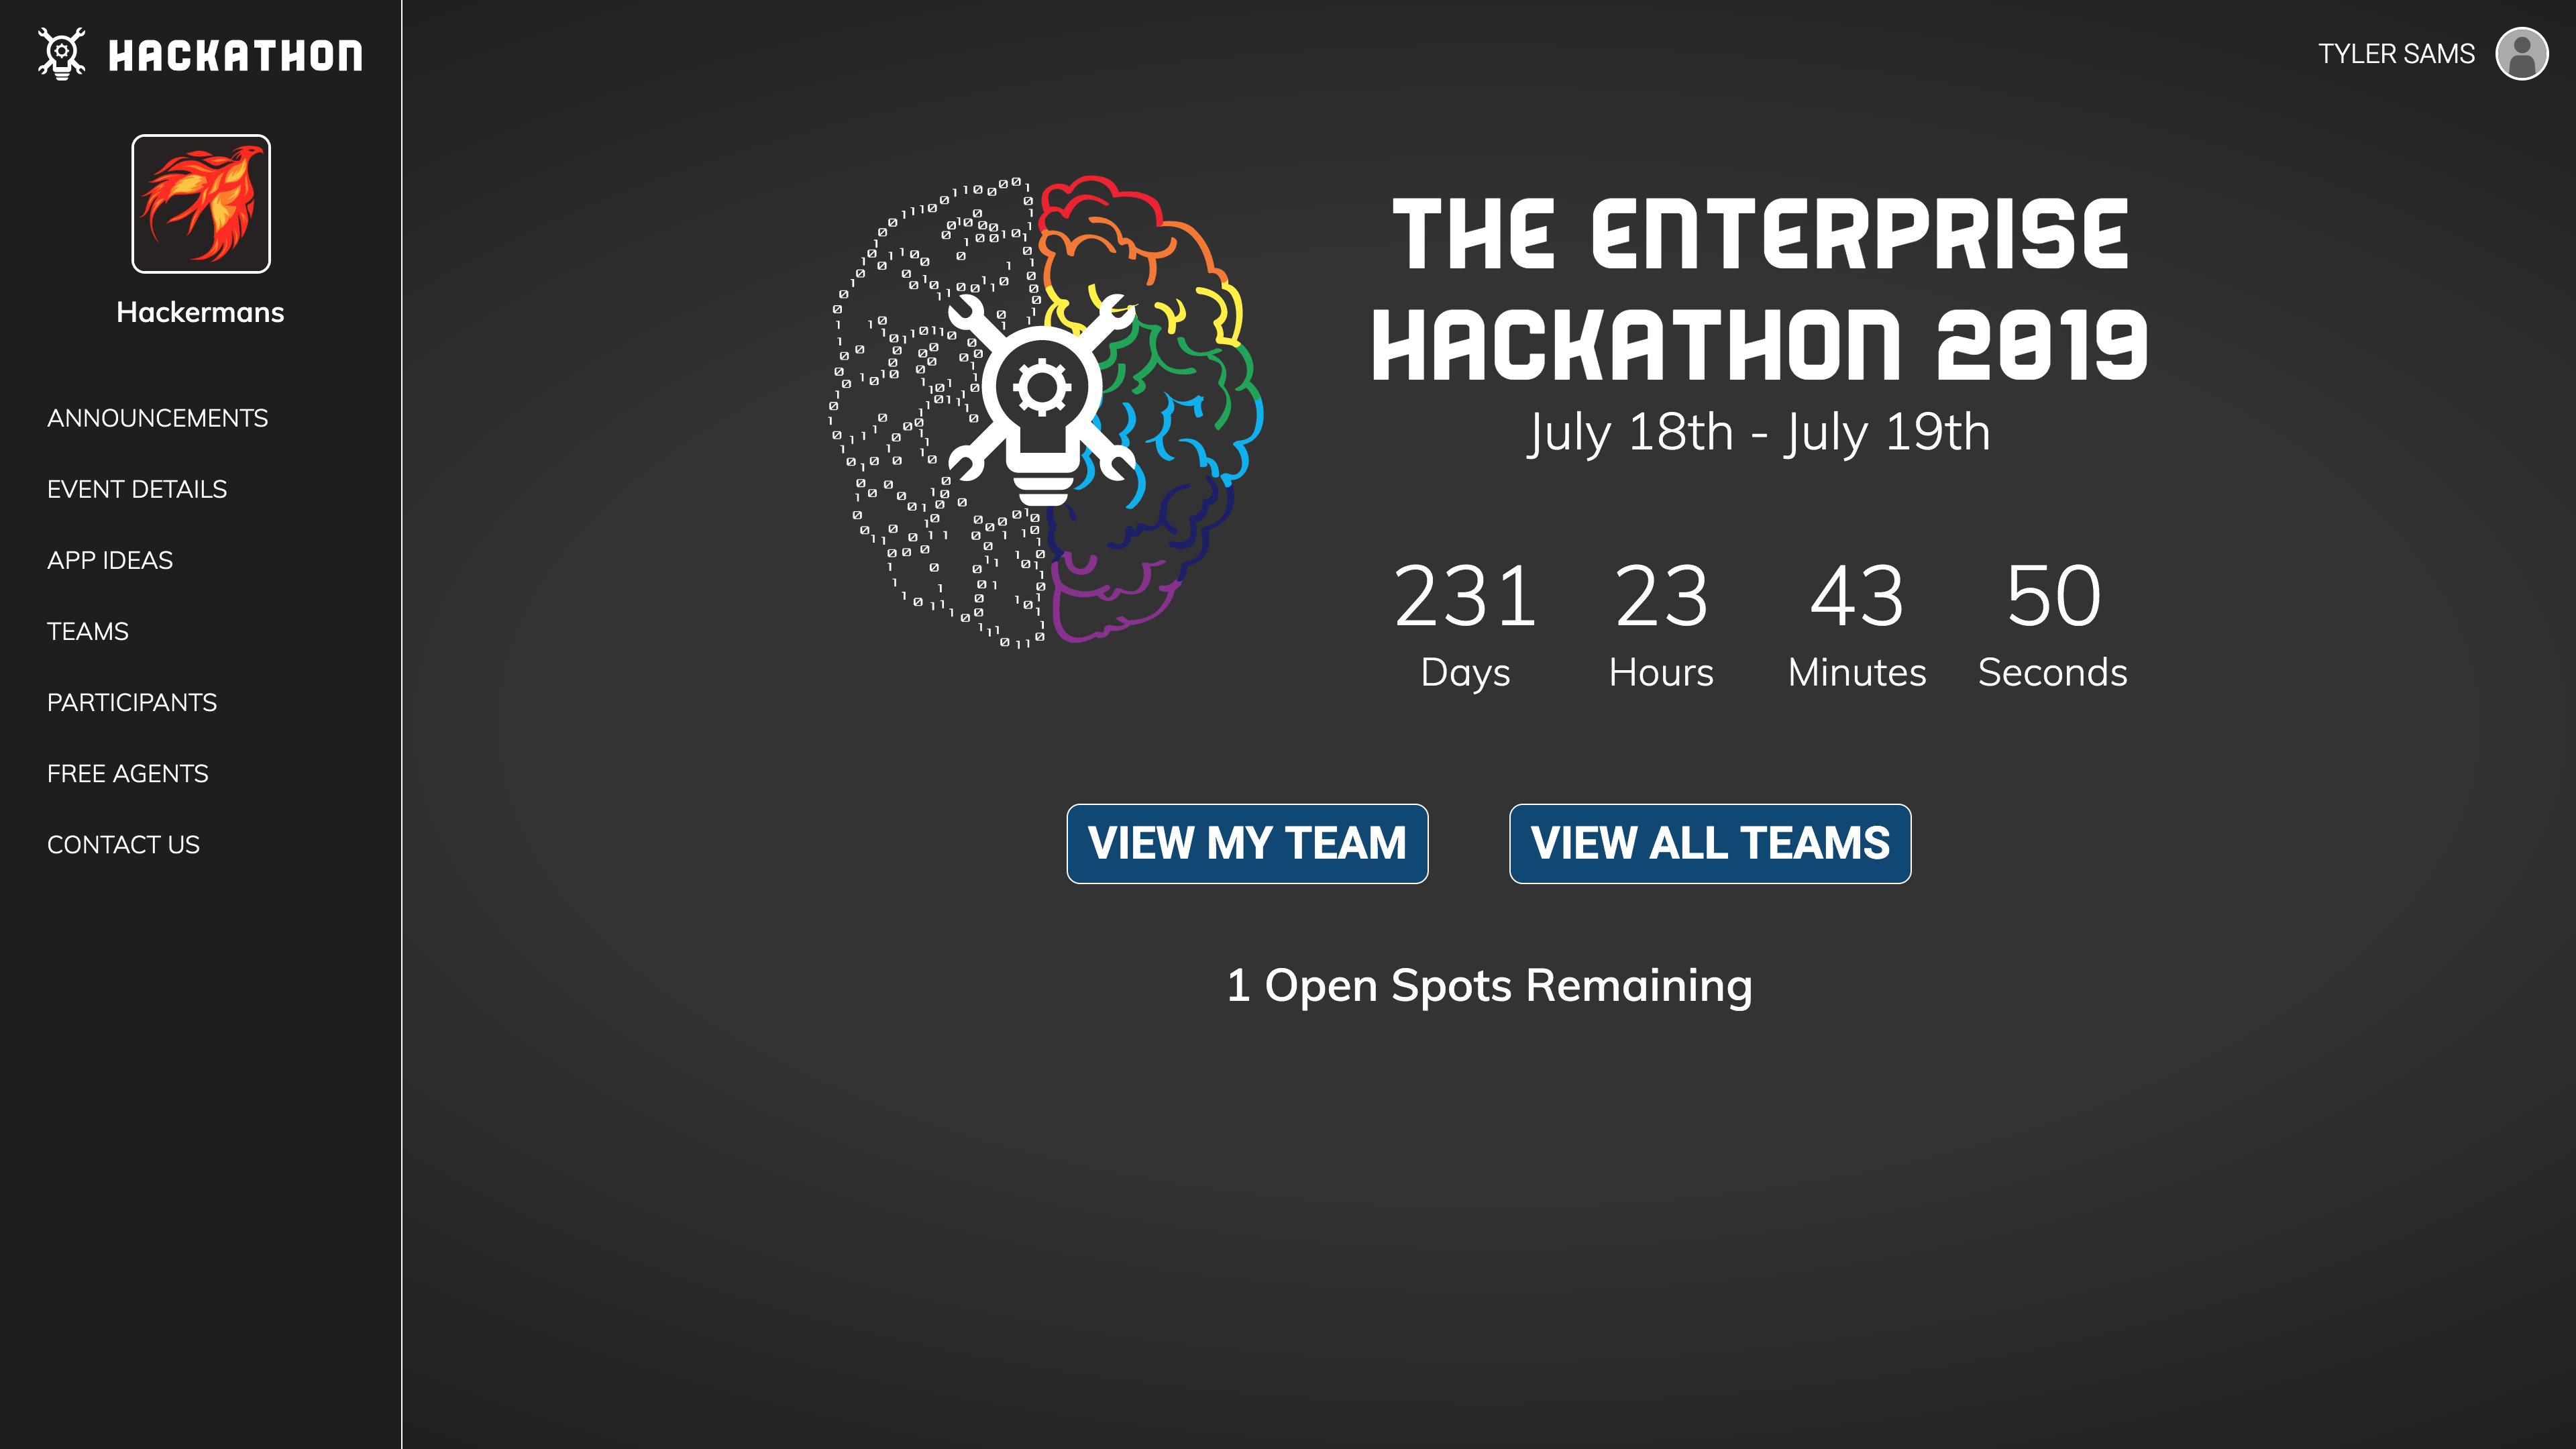 HACKATHON
TYLER SAMS
Hackermans
ANNOUNCEMENTS
EVENT DETAILS
APP IDEAS
TEAMS
PARTICIPANTS
FREE AGENTS
CONTACT US
THE ENTERPRISE
HACKATHON 2019
July 18th - July 19th
231 23 43 50
Days Hours Minutes Seconds
VIEW MY TEAM
VIEW ALL TEAMS
1 Open Spots Remaining